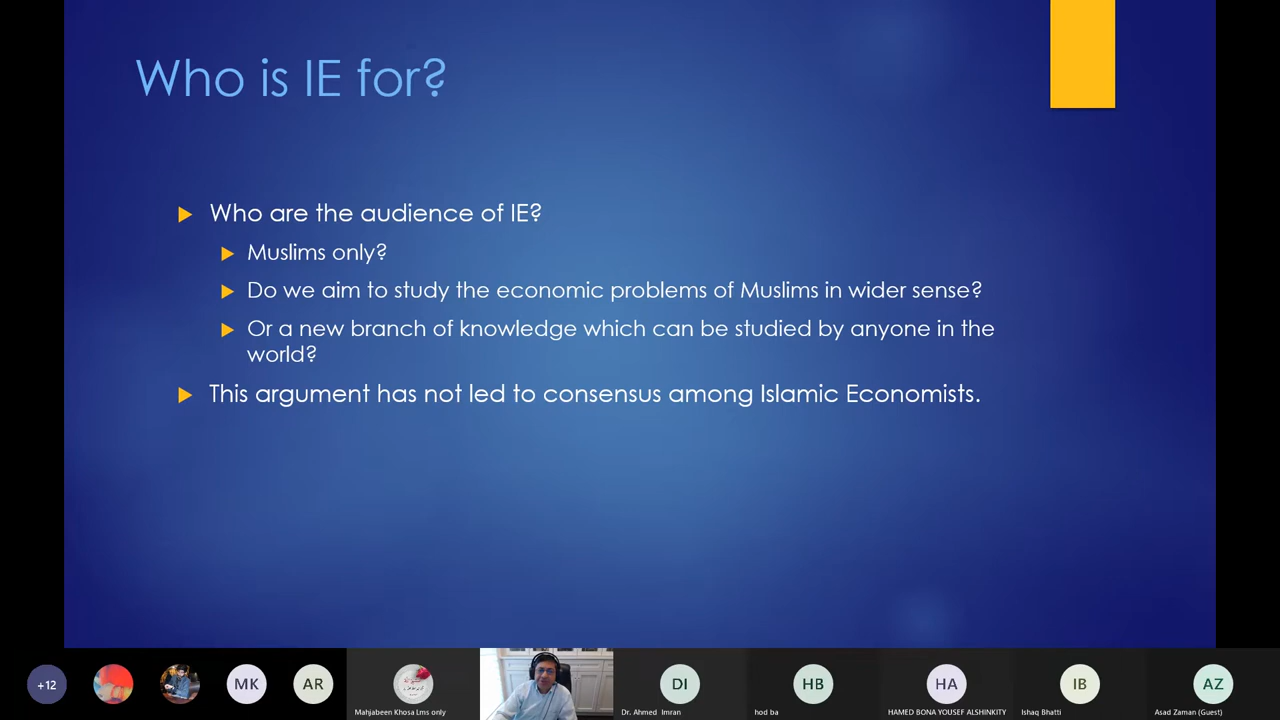 Who is IE for?
Who are the audience of IE?
Muslims only?
Do we aim to study the economic problems of Muslims in wider sense?
Or a new branch of knowledge which can be studied by anyone in the
world?
This argument has not led to consensus among Islamic Economists.
+12
MK
AR
DI
HB
HA
IB
AZ
Mahjabeen Khosa Lms only
Dr. Ahmed Imran
hod ba
HAMED BONA YOUSEF ALSHINKITY
Ishaq Bhatti
Asad Zaman (Guest)